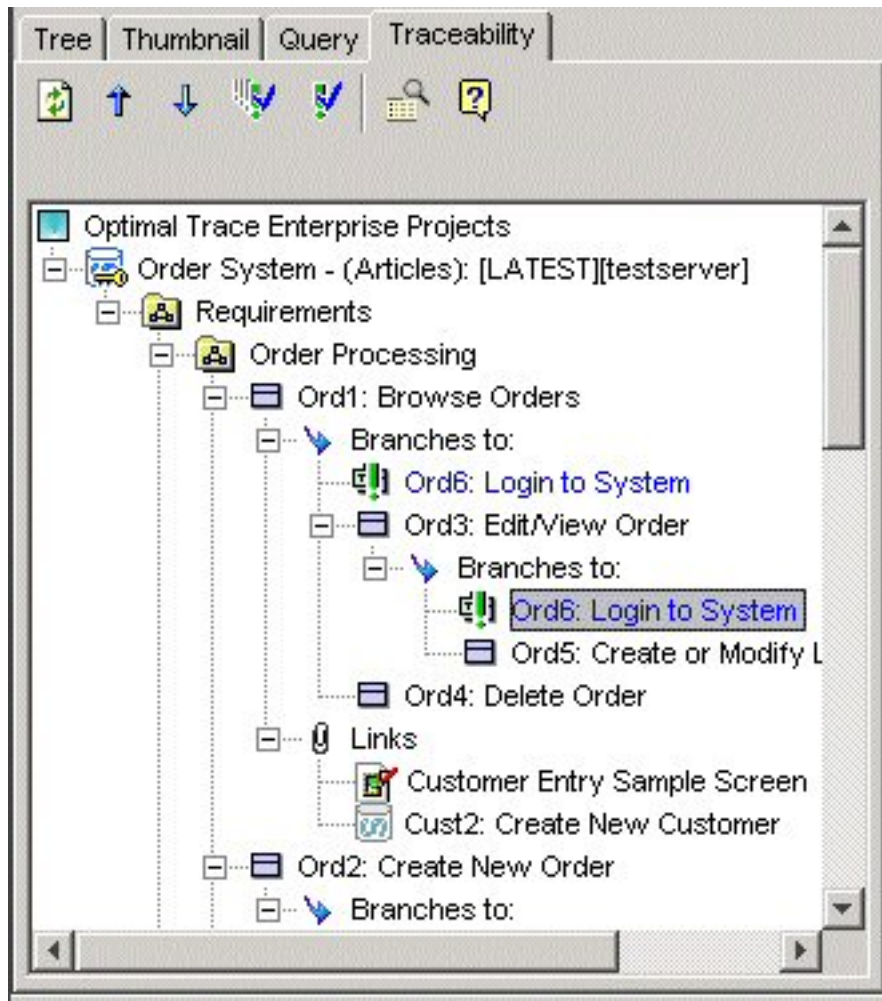 Tree Thumbnail Query Traceability
Optimal Trace Enterprise Projects
Order System - (Articles): [LATEST][testserver]
Requirements
Order Processing
Ord1: Browse Orders
Branches to:
Ord6: Login to System
Ord3: Edit/View Order
Branches to:
Ord6: Login to System
Ord5: Create or Modify L
Ord4: Delete Order
Links
Customer Entry Sample Screen
Cust2: Create New Customer
Ord2: Create New Order
Branches to: